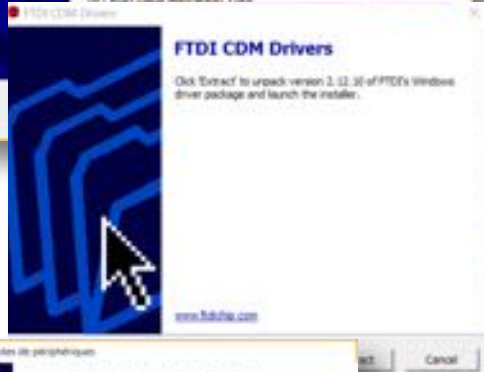 FTDI CDM Drivers
FTDI CDM Drivers
Click 'Extract' to unpack version 2.12.10 of FTDI's Windows
driver package and launch the installer.
www.ftdichip.com
de périphériques
Cancel